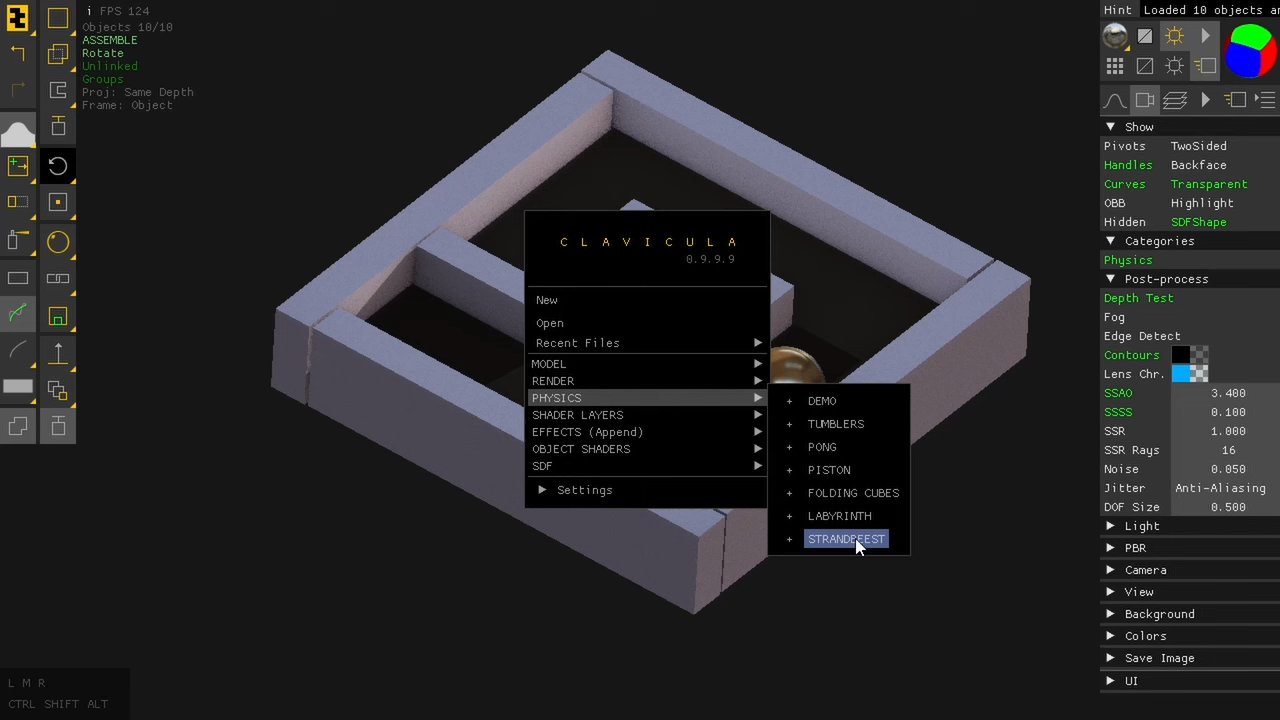 i FPS 124
Objects 10/10
ASSEMBLE
Rotate
Unlinked
Groups
Proj: Same Depth
Frame: Object
C L A V I C U L A
0.9.9.9
New
Open
Recent Files
MODEL
RENDER
PHYSICS
SHADER LAYERS
EFFECTS (Append)
OBJECT SHADERS
SDF
Settings
+ DEMO
+ TUMBLERS
+ PONG
+ PISTON
+ FOLDING CUBES
+ LABYRINTH
+ STRANDBEEST
Hint Loaded 10 objects an
Show
Pivots TwoSided
Handles Backface
Curves Transparent
OBB Highlight
Hidden SDFShape
Categories
Physics
Post-process
Depth Test
Fog
Edge Detect
Contours
Lens Chr.
SSAO 3.400
SSSS 0.100
SSR 1.000
SSR Rays 16
Noise 0.050
Jitter Anti-Aliasing
DOF Size 0.500
Light
PBR
Camera
View
Background
Colors
Save Image
UI
L M R
CTRL SHIFT ALT